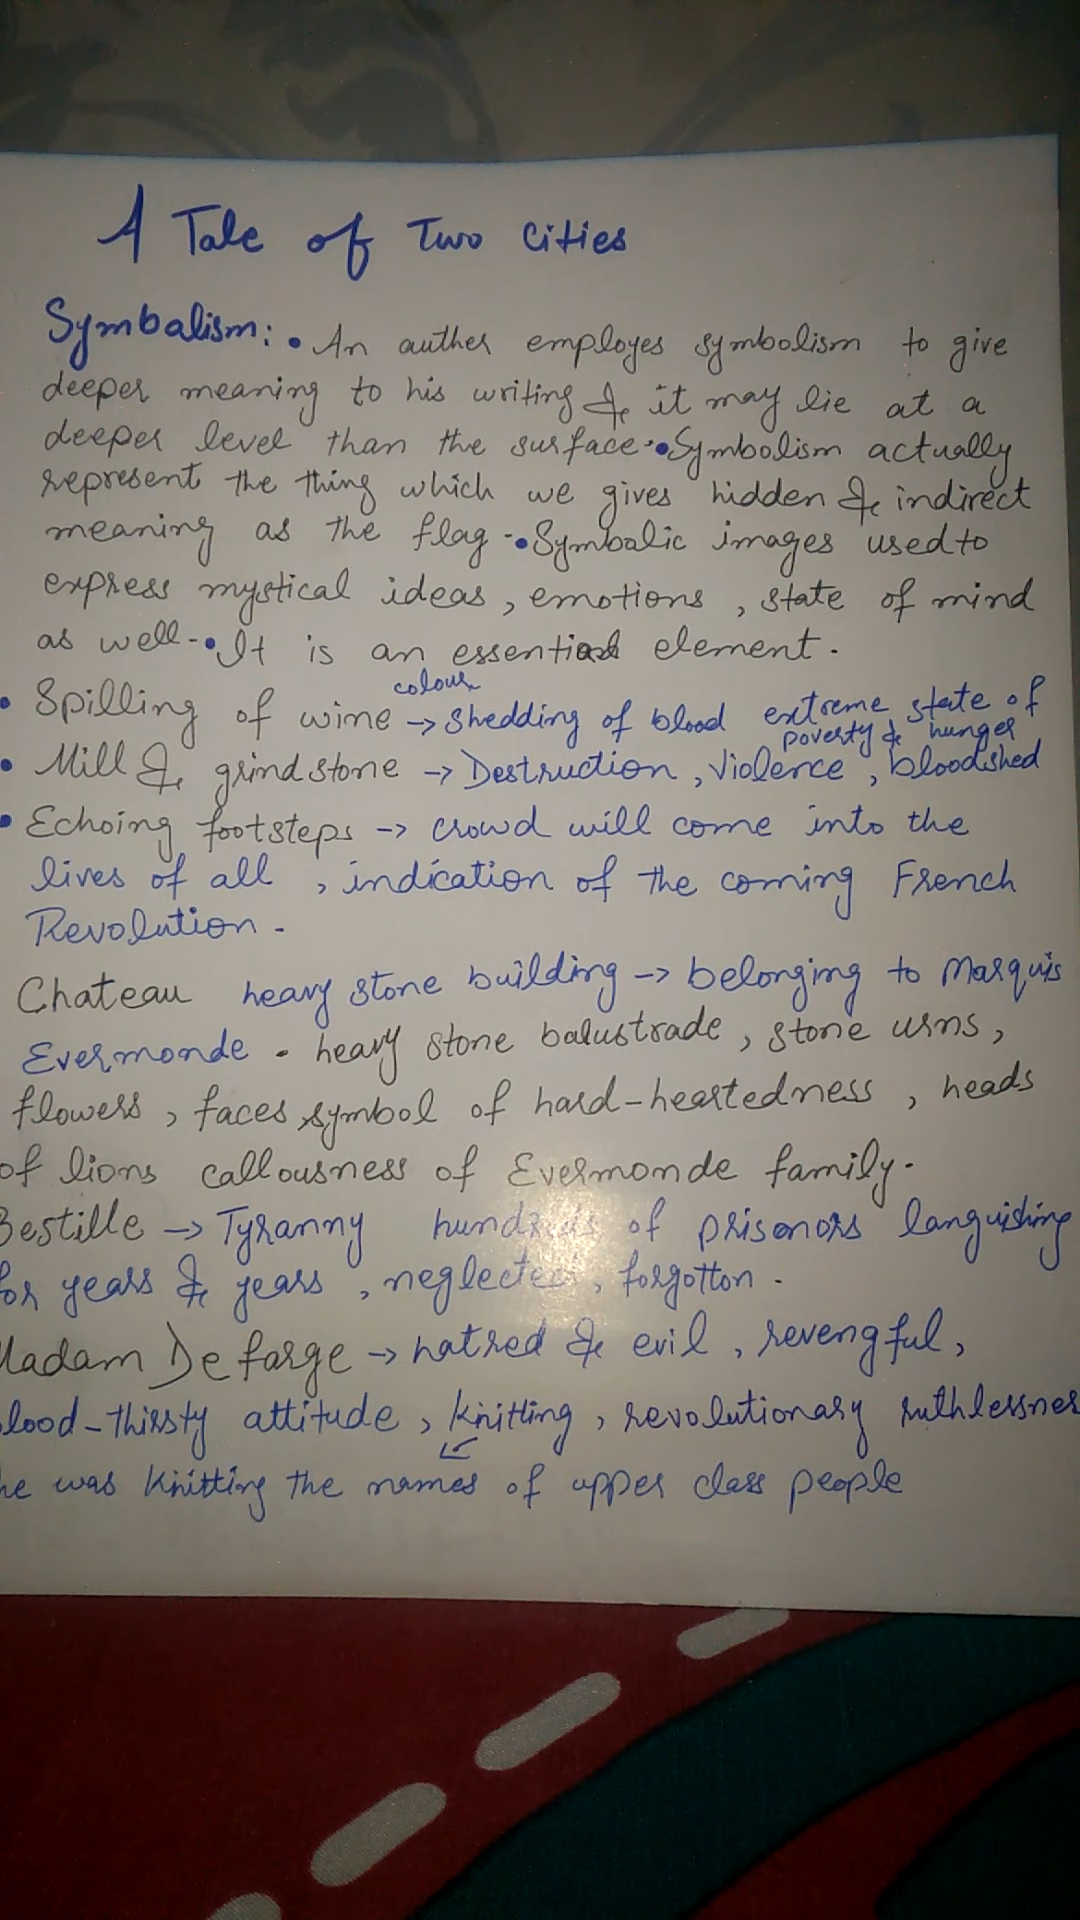 A Tale of Two Cities
Symbalism: • An auther employes symbolism to give
deeper meaning to his writing & it may lie at a
deeper level than the surface. • Symbolism actually
represent the thing which we gives hidden & indirect
meaning as the flag - • Symbalic images used to
express mystical ideas, emotions, state of mind
as well - • It is an essential element.
• Spilling of wine colour → shedding of blood extreme state of
poverty & hunger
• Mill & grindstone → Destruction, Violence, bloodshed
• Echoing footsteps → crowd will come into the
lives of all, indication of the coming French
Revolution -
Chateau heavy stone building → belonging to Marquis
Evermonde - heavy stone balustrade, stone urns,
flowers, faces, symbol of hard-heartedness, heads
of lions callousness of Evermonde family.
Bestille → Tyranny hundreds of prisonors languishing
for years & years, neglected, forgotton -
Madam Defarge → hatred & evil, revengful,
blood-thirsty attitude, Knitting, revolutionary ruthlessness
he was Knitting the names of upper class people